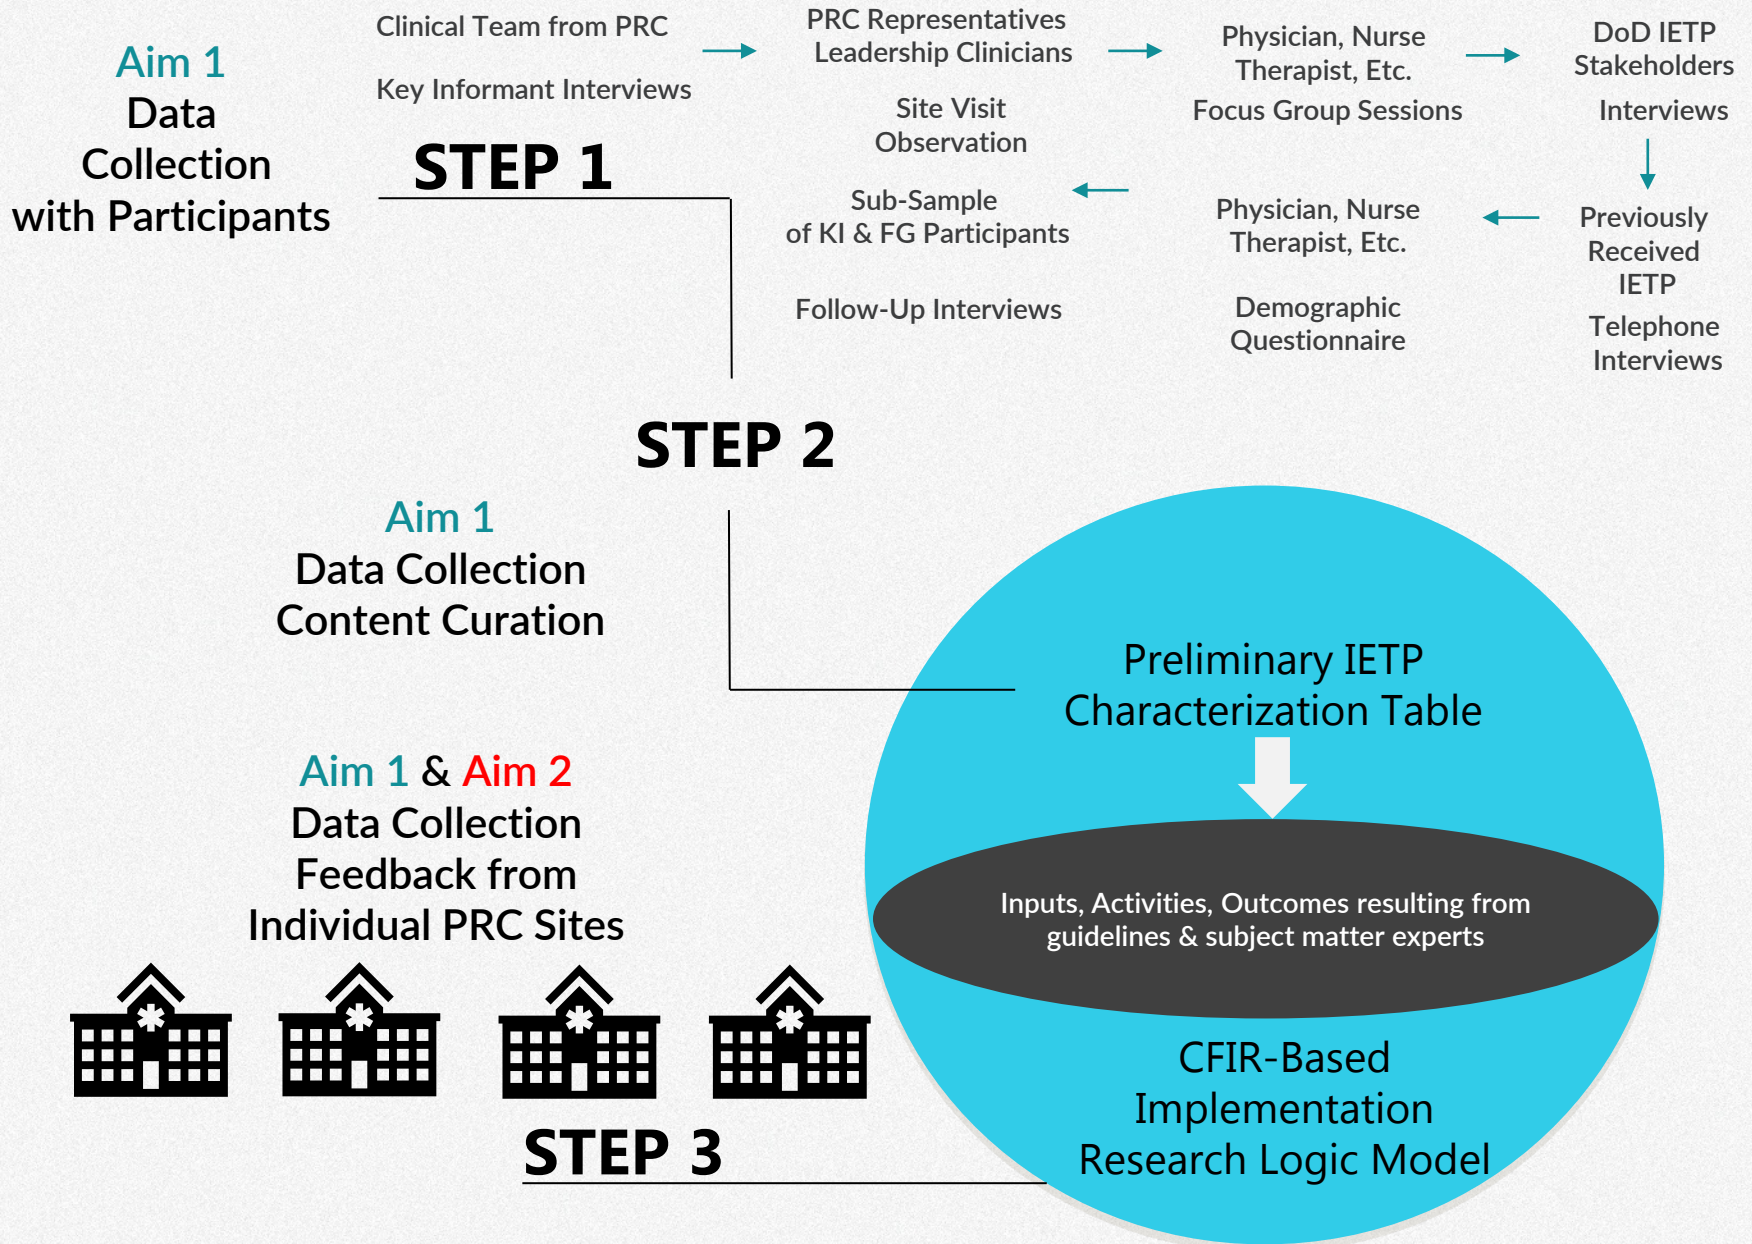 Aim 1
Data
Collection
with Participants
Clinical Team from PRC
Key Informant Interviews
PRC Representatives
Leadership Clinicians
Site Visit
Observation
Physician, Nurse
Therapist, Etc.
Focus Group Sessions
DoD IETP
Stakeholders
Interviews
Previously
Received
IETP
Telephone
Interviews
Physician, Nurse
Therapist, Etc.
Demographic
Questionnaire
Sub-Sample
of KI & FG Participants
Follow-Up Interviews
STEP 1
STEP 2
Aim 1
Data Collection
Content Curation
Preliminary IETP
Characterization Table
Inputs, Activities, Outcomes resulting from
guidelines & subject matter experts
CFIR-Based
Implementation
Research Logic Model
Aim 1 & Aim 2
Data Collection
Feedback from
Individual PRC Sites
STEP 3